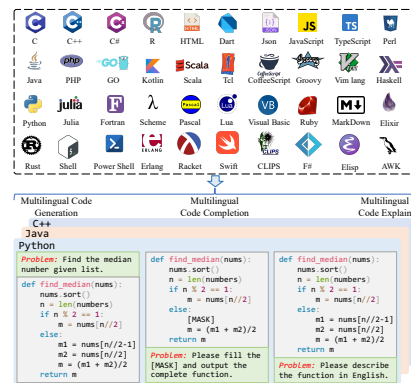 C C++ C# R HTML Dart Json JavaScript TypeScript Perl
Java PHP GO Kotlin Scala Tcl CoffeeScript Groovy Vim lang Haskell
Python Julia Fortran Scheme Pascal Lua Visual Basic Ruby MarkDown Elixir
Rust Shell Power Shell Erlang Racket Swift CLIPS F# Elisp AWK
Multilingual Code
Generation
Multilingual
Code Completion
Multilingual
Code Explain
C++
Java
Python
Problem: Find the median
number given list.
def find_median(nums):
nums.sort()
n = len(numbers)
if n % 2 == 1:
m = nums[n//2]
else:
m1 = nums[n//2-1]
m2 = nums[n//2]
m = (m1 + m2)/2
return m
def find_median(nums):
nums.sort()
n = len(numbers)
if n % 2 == 1:
m = nums[n//2]
else:
[MASK]
m = (m1 + m2)/2
return m
Problem: Please fill the
[MASK] and output the
complete function.
def find_median(nums):
nums.sort()
n = len(numbers)
if n % 2 == 1:
m = nums[n//2]
else:
m1 = nums[n//2-1]
m2 = nums[n//2]
m = (m1 + m2)/2
return m
Problem: Please describe
the function in English.